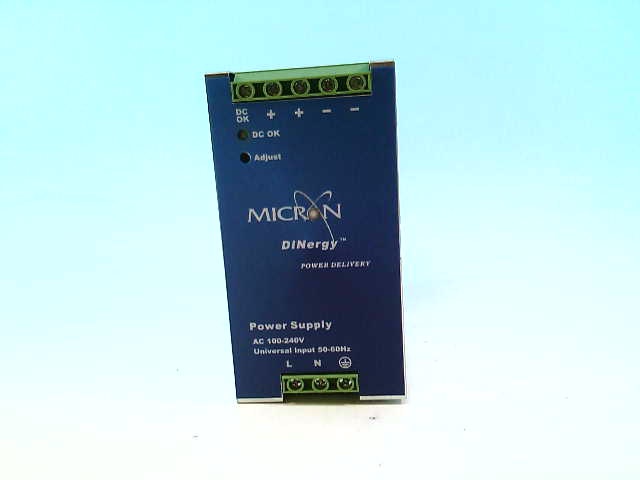 DC
OK + + − −
DC OK
Adjust
MICRON
DiNergy™
POWER DELIVERY
Power Supply
AC 100-240V
Universal Input 50-60Hz
L N